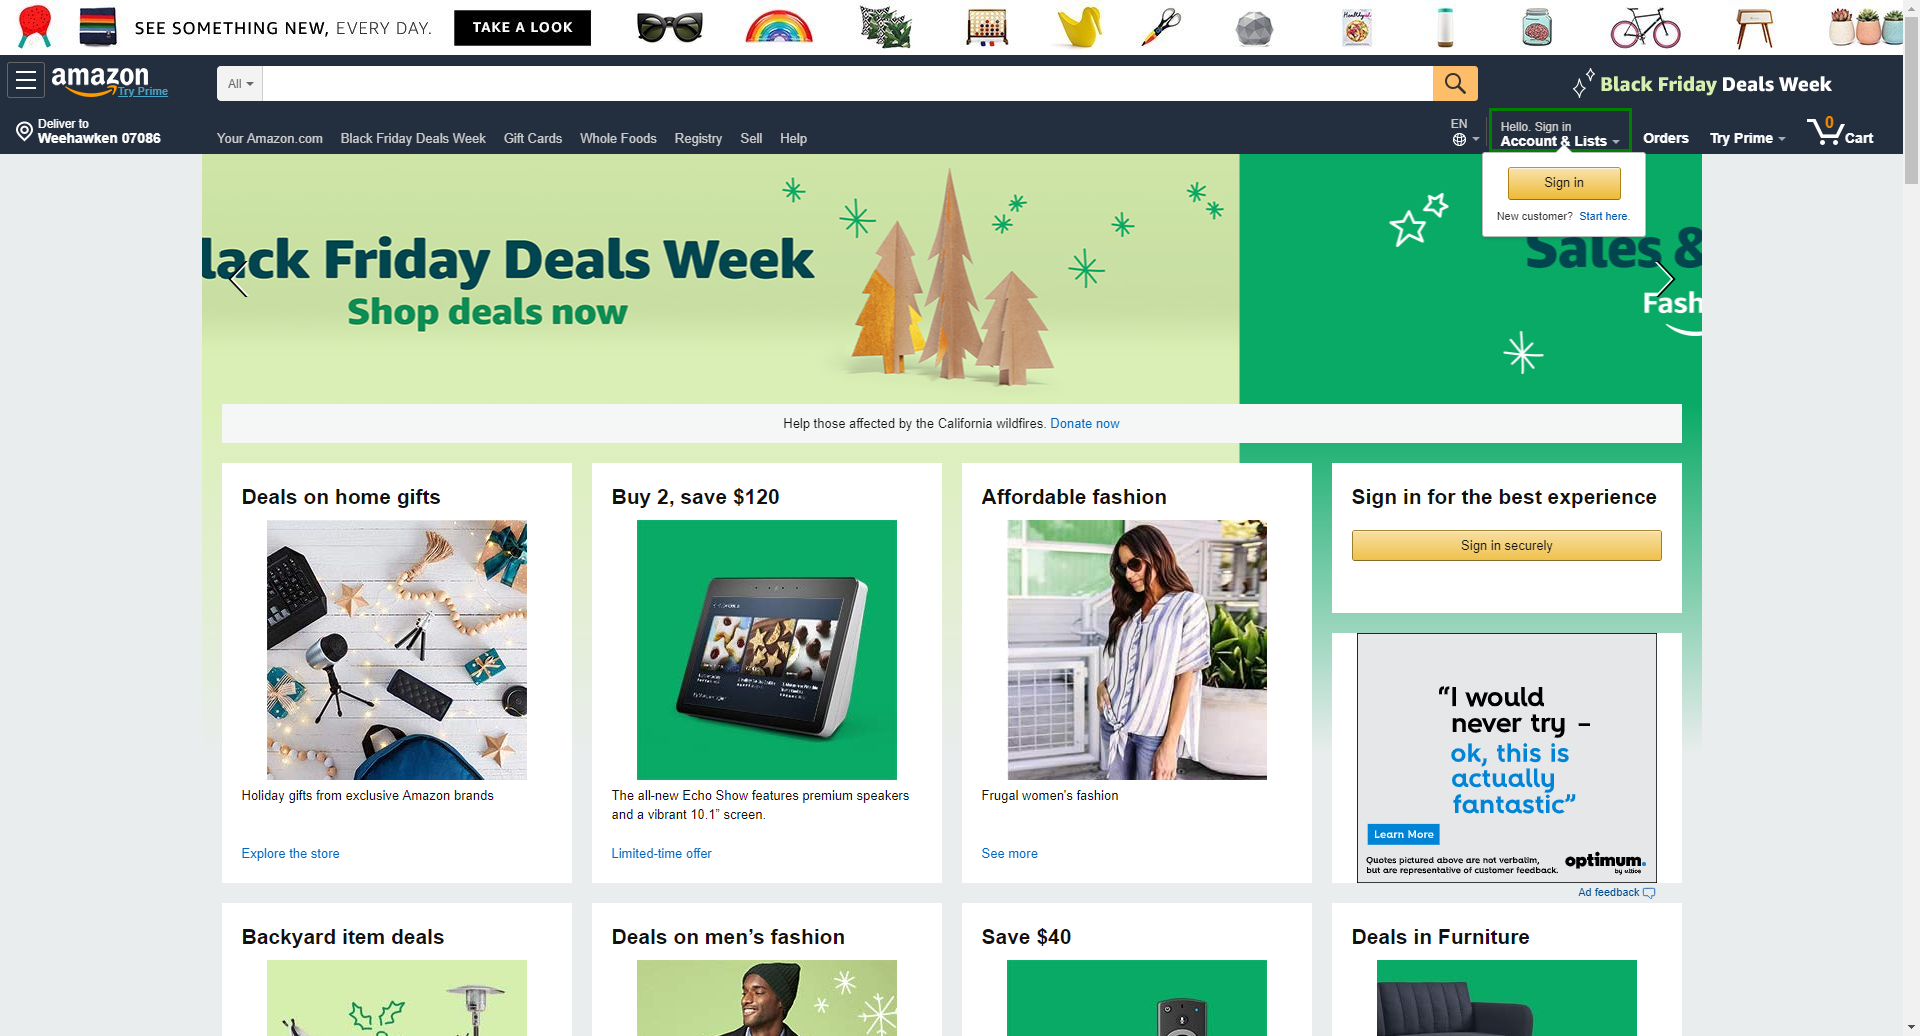 SEE SOMETHING NEW, EVERY DAY.
TAKE A LOOK
Healthyish
amazon
Try Prime
All
Black Friday Deals Week
Deliver to
Weehawken 07086
Your Amazon.com
Black Friday Deals Week
Gift Cards
Whole Foods
Registry
Sell
Help
EN
Hello. Sign in
Account & Lists
Orders
Try Prime
0
Cart
Sign in
New customer? Start here.
lack Friday Deals Week
Shop deals now
Sales &
Fash
Help those affected by the California wildfires. Donate now
Deals on home gifts
Holiday gifts from exclusive Amazon brands
Explore the store
Buy 2, save $120
The all-new Echo Show features premium speakers
and a vibrant 10.1” screen.
Limited-time offer
Affordable fashion
Frugal women's fashion
See more
Sign in for the best experience
Sign in securely
“I would
never try –
ok, this is
actually
fantastic”
Learn More
Quotes pictured above are not verbatim,
but are representative of customer feedback.
optimum.
by altice
Ad feedback
Backyard item deals
Deals on men’s fashion
Save $40
Deals in Furniture